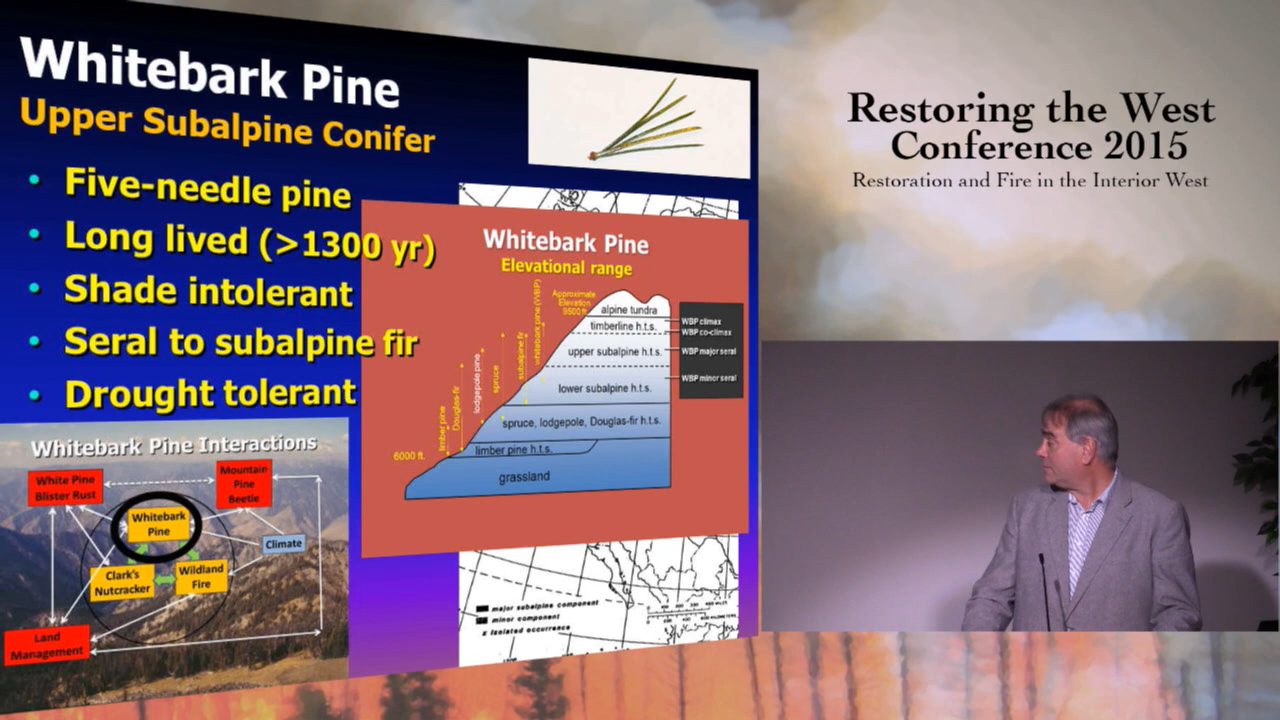 Whitebark Pine
Upper Subalpine Conifer
• Five-needle pine
• Long lived (>1300 yr)
• Shade intolerant
• Seral to subalpine fir
• Drought tolerant
Whitebark Pine
Elevational range
Approximate
Elevation
9500 ft.
alpine tundra
timberline h.t.s.
upper subalpine h.t.s.
lower subalpine h.t.s.
spruce, lodgepole, Douglas-fir h.t.s.
limber pine h.t.s.
grassland
6000 ft.
limber pine
Douglas-fir
lodgepole pine
spruce
subalpine fir
whitebark pine (WBP)
WBP climax
WBP co-climax
WBP major seral
WBP minor seral
major subalpine component
minor component
x isolated occurrence
Whitebark Pine Interactions
White Pine
Blister Rust
Mountain
Pine
Beetle
Whitebark
Pine
Climate
Clark's
Nutcracker
Wildland
Fire
Land
Management
Restoring the West
Conference 2015
Restoration and Fire in the Interior West